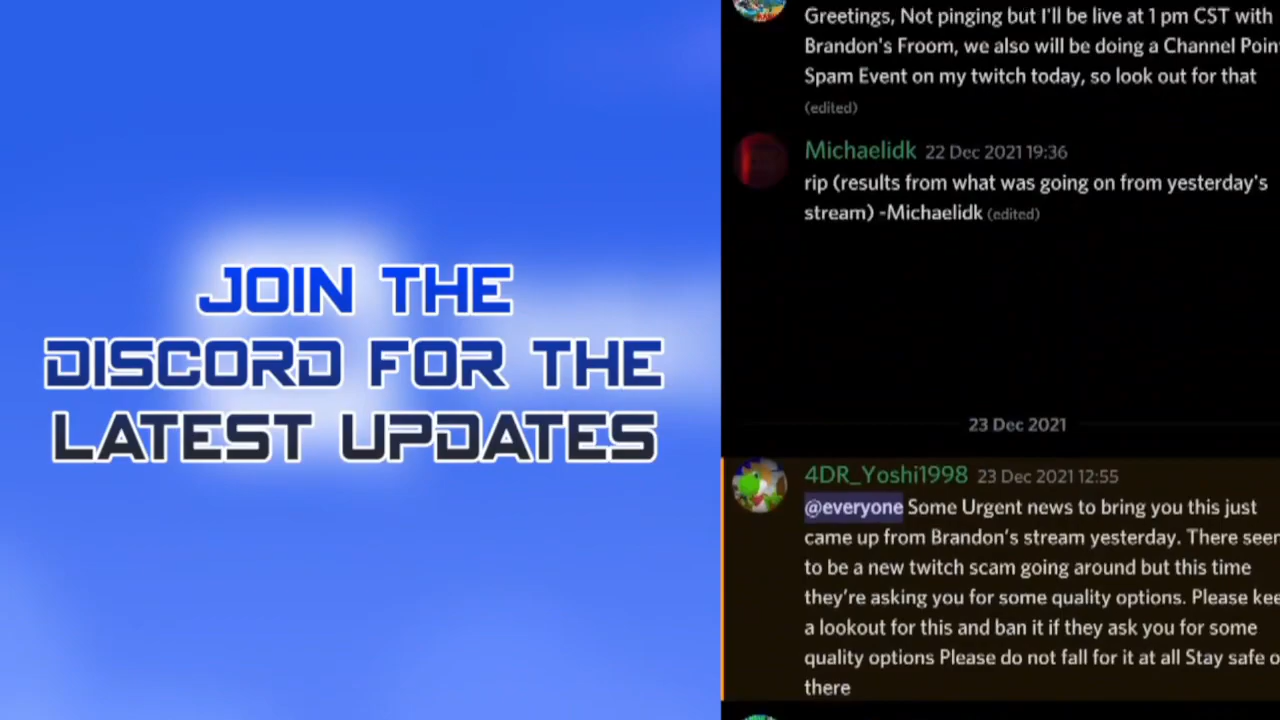 JOIN THE
DISCORD FOR THE
LATEST UPDATES
Greetings, Not pinging but I'll be live at 1 pm CST with
Brandon's Froom, we also will be doing a Channel Poin
Spam Event on my twitch today, so look out for that
(edited)
Michaelidk 22 Dec 2021 19:36
rip (results from what was going on from yesterday's
stream) -Michaelidk (edited)
23 Dec 2021
4DR_Yoshi1998 23 Dec 2021 12:55
@everyone Some Urgent news to bring you this just
came up from Brandon's stream yesterday. There seem
to be a new twitch scam going around but this time
they're asking you for some quality options. Please kee
a lookout for this and ban it if they ask you for some
quality options Please do not fall for it at all Stay safe o
there